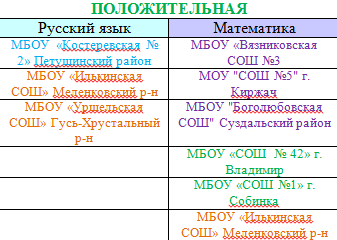 ПОЛОЖИТЕЛЬНАЯ
Русский язык
Математика
МБОУ «Костеревская №
2» Петушинский район
МБОУ «Вязниковская
СОШ №3
МБОУ «Илькинская
СОШ» Меленковский р-н
МОУ "СОШ №5" г.
Киржач
МБОУ «Уршельская
СОШ» Гусь-Хрустальный
р-н
МБОУ "Боголюбовская
СОШ" Суздальский район
МБОУ «СОШ № 42» г.
Владимир
МБОУ «СОШ №1» г.
Собинка
МБОУ «Илькинская
СОШ» Меленковский р-н